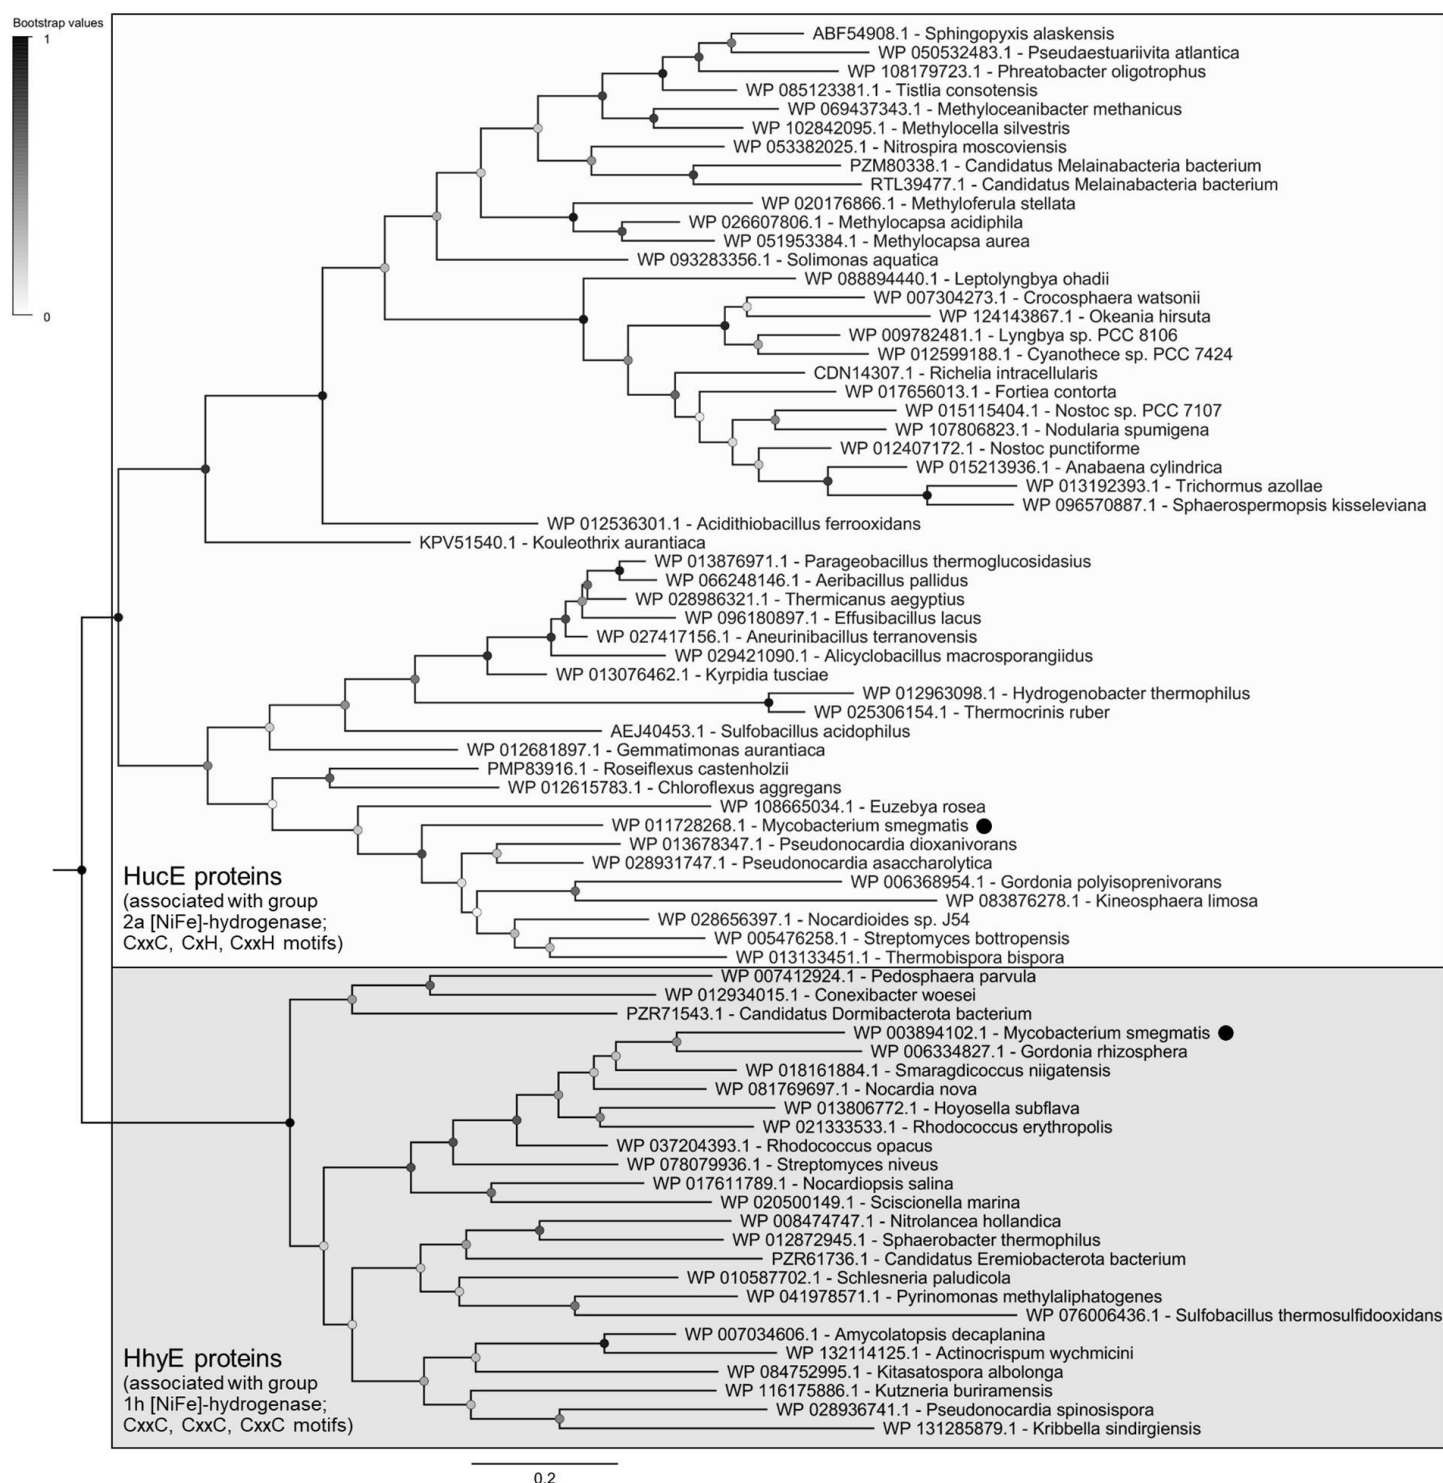 Bootstrap values
1
0
ABF54908.1 - Sphingopyxis alaskensis
WP 050532483.1 - Pseudaestuariivita atlantica
WP 108179723.1 - Phreatobacter oligotrophus
WP 085123381.1 - Tistlia consotensis
WP 069437343.1 - Methyloceanibacter methanicus
WP 102842095.1 - Methylocella silvestris
WP 053382025.1 - Nitrospira moscoviensis
PZM80338.1 - Candidatus Melainabacteria bacterium
RTL39477.1 - Candidatus Melainabacteria bacterium
WP 020176866.1 - Methyloferula stellata
WP 026607806.1 - Methylocapsa acidiphila
WP 051953384.1 - Methylocapsa aurea
WP 093283356.1 - Solimonas aquatica
WP 088894440.1 - Leptolyngbya ohadii
WP 007304273.1 - Crocosphaera watsonii
WP 124143867.1 - Okeania hirsuta
WP 009782481.1 - Lyngbya sp. PCC 8106
WP 012599188.1 - Cyanothece sp. PCC 7424
CDN14307.1 - Richelia intracellularis
WP 017656013.1 - Fortiea contorta
WP 015115404.1 - Nostoc sp. PCC 7107
WP 107806823.1 - Nodularia spumigena
WP 012407172.1 - Nostoc punctiforme
WP 015213936.1 - Anabaena cylindrica
WP 013192393.1 - Trichormus azollae
WP 096570887.1 - Sphaerospermopsis kisseleviana
WP 012536301.1 - Acidithiobacillus ferrooxidans
KPV51540.1 - Kouleothrix aurantiaca
WP 013876971.1 - Parageobacillus thermoglucosidasius
WP 066248146.1 - Aeribacillus pallidus
WP 028986321.1 - Thermicanus aegyptius
WP 096180897.1 - Effusibacillus lacus
WP 027417156.1 - Aneurinibacillus terranovensis
WP 029421090.1 - Alicyclobacillus macrosporangiidus
WP 013076462.1 - Kyrpidia tusciae
WP 012963098.1 - Hydrogenobacter thermophilus
WP 025306154.1 - Thermocrinis ruber
AEJ40453.1 - Sulfobacillus acidophilus
WP 012681897.1 - Gemmatimonas aurantiaca
PMP83916.1 - Roseiflexus castenholzii
WP 012615783.1 - Chloroflexus aggregans
WP 108665034.1 - Euzebya rosea
WP 011728268.1 - Mycobacterium smegmatis
WP 013678347.1 - Pseudonocardia dioxanivorans
WP 028931747.1 - Pseudonocardia asaccharolytica
WP 006368954.1 - Gordonia polyisoprenivorans
WP 083876278.1 - Kineosphaera limosa
WP 028656397.1 - Nocardioides sp. J54
WP 005476258.1 - Streptomyces bottropensis
WP 013133451.1 - Thermobispora bispora
HucE proteins
(associated with group
2a [NiFe]-hydrogenase;
CxxC, CxH, CxxH motifs)
WP 007412924.1 - Pedosphaera parvula
WP 012934015.1 - Conexibacter woesei
PZR71543.1 - Candidatus Dormibacterota bacterium
WP 003894102.1 - Mycobacterium smegmatis
WP 006334827.1 - Gordonia rhizosphera
WP 018161884.1 - Smaragdicoccus niigatensis
WP 081769697.1 - Nocardia nova
WP 013806772.1 - Hoyosella subflava
WP 021333533.1 - Rhodococcus erythropolis
WP 037204393.1 - Rhodococcus opacus
WP 078079936.1 - Streptomyces niveus
WP 017611789.1 - Nocardiopsis salina
WP 020500149.1 - Sciscionella marina
WP 008474747.1 - Nitrolancea hollandica
WP 012872945.1 - Sphaerobacter thermophilus
PZR61736.1 - Candidatus Eremiobacterota bacterium
WP 010587702.1 - Schlesneria paludicola
WP 041978571.1 - Pyrinomonas methylaliphatogenes
WP 076006436.1 - Sulfobacillus thermosulfidooxidans
WP 007034606.1 - Amycolatopsis decaplanina
WP 132114125.1 - Actinocrispum wychmicini
WP 084752995.1 - Kitasatospora albolonga
WP 116175886.1 - Kutzneria buriramensis
WP 028936741.1 - Pseudonocardia spinosispora
WP 131285879.1 - Kribbella sindirgiensis
HhyE proteins
(associated with group
1h [NiFe]-hydrogenase;
CxxC, CxxC, CxxC motifs)
0.2